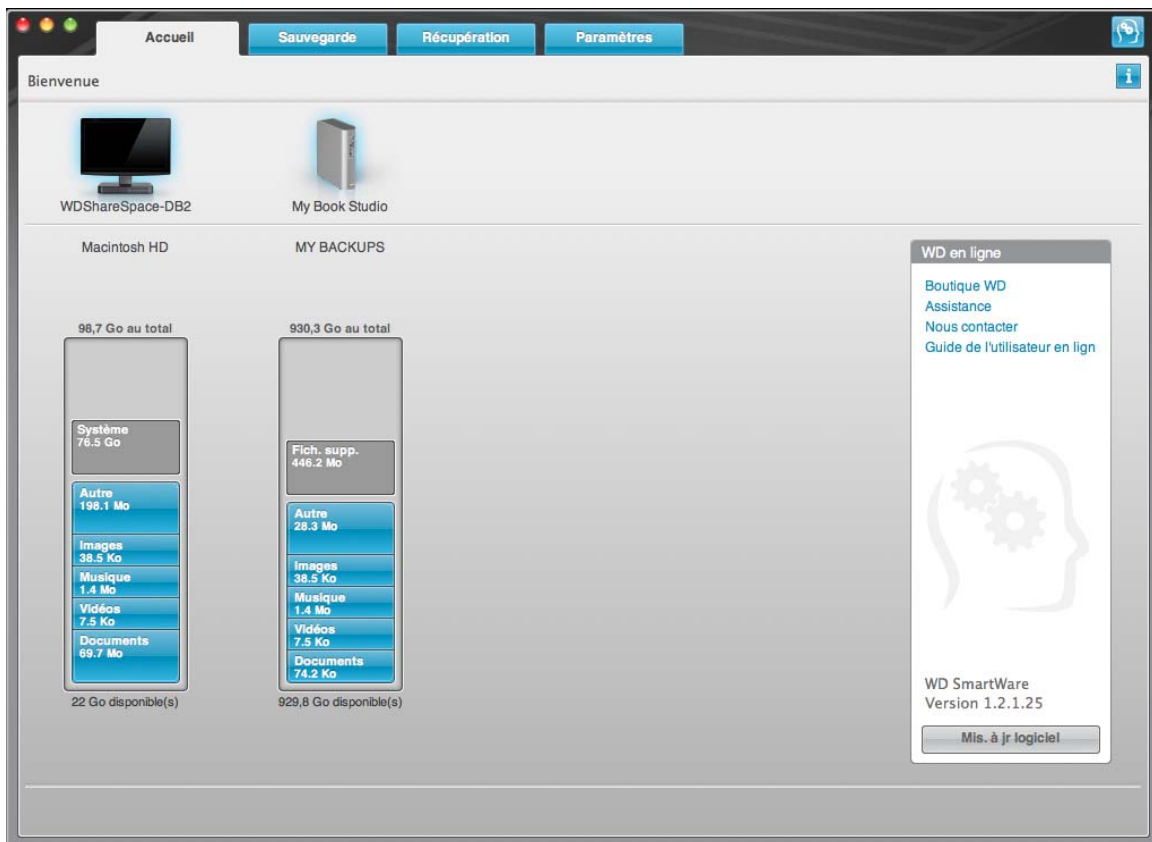 Accueil
Sauvegarde
Récupération
Paramètres
Bienvenue
i
WDShareSpace-DB2
My Book Studio
Macintosh HD
MY BACKUPS
98,7 Go au total
930,3 Go au total
Système
76.5 Go
Autre
198.1 Mo
Images
38.5 Ko
Musique
1.4 Mo
Vidéos
7.5 Ko
Documents
69.7 Mo
22 Go disponible(s)
Fich. supp.
446.2 Mo
Autre
28.3 Mo
Images
38.5 Ko
Musique
1.4 Mo
Vidéos
7.5 Ko
Documents
74.2 Ko
929,8 Go disponible(s)
WD en ligne
Boutique WD
Assistance
Nous contacter
Guide de l'utilisateur en lign
WD SmartWare
Version 1.2.1.25
Mis. à jr logiciel